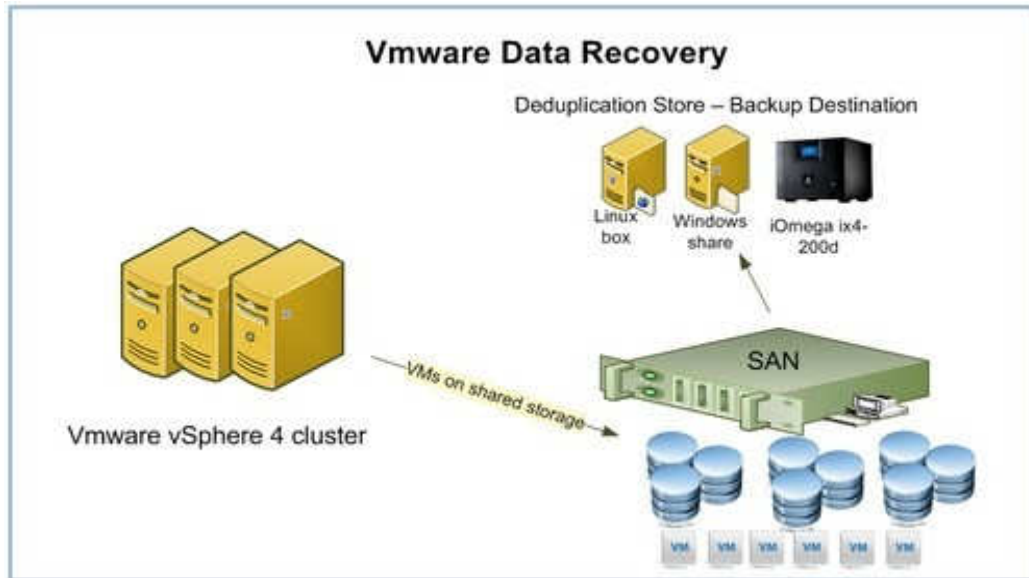 Vmware Data Recovery
Deduplication Store – Backup Destination
Linux
box
Windows
share
iOmega ix4-
200d
SAN
VMs on shared storage
Vmware vSphere 4 cluster
VM
VM
VM
VM
VM
VM